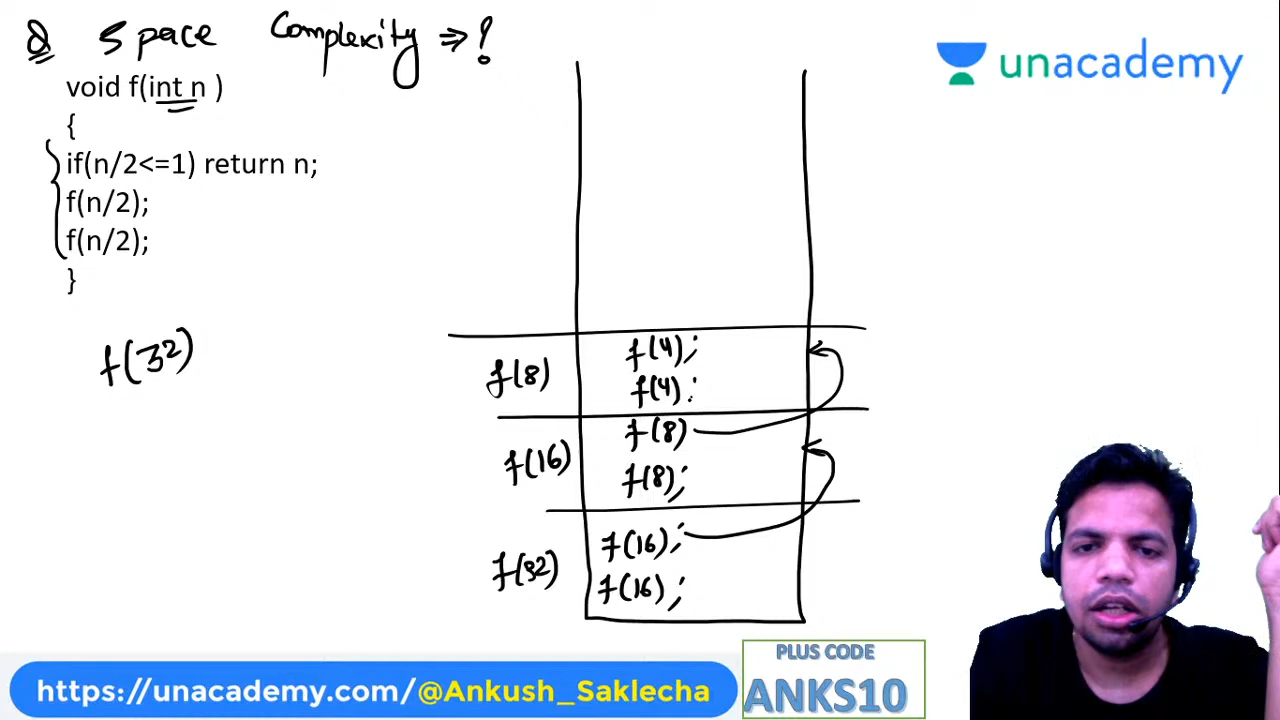 Q Space Complexity ⇒ ?
void f(int n )
{
if(n/2<=1) return n;
f(n/2);
f(n/2);
}
f(32)
unacademy
f(8) f(4);
f(4);
f(16) f(8)
f(8);
f(32) f(16);
f(16);
https://unacademy.com/@Ankush_Saklecha
PLUS CODE
ANKS10